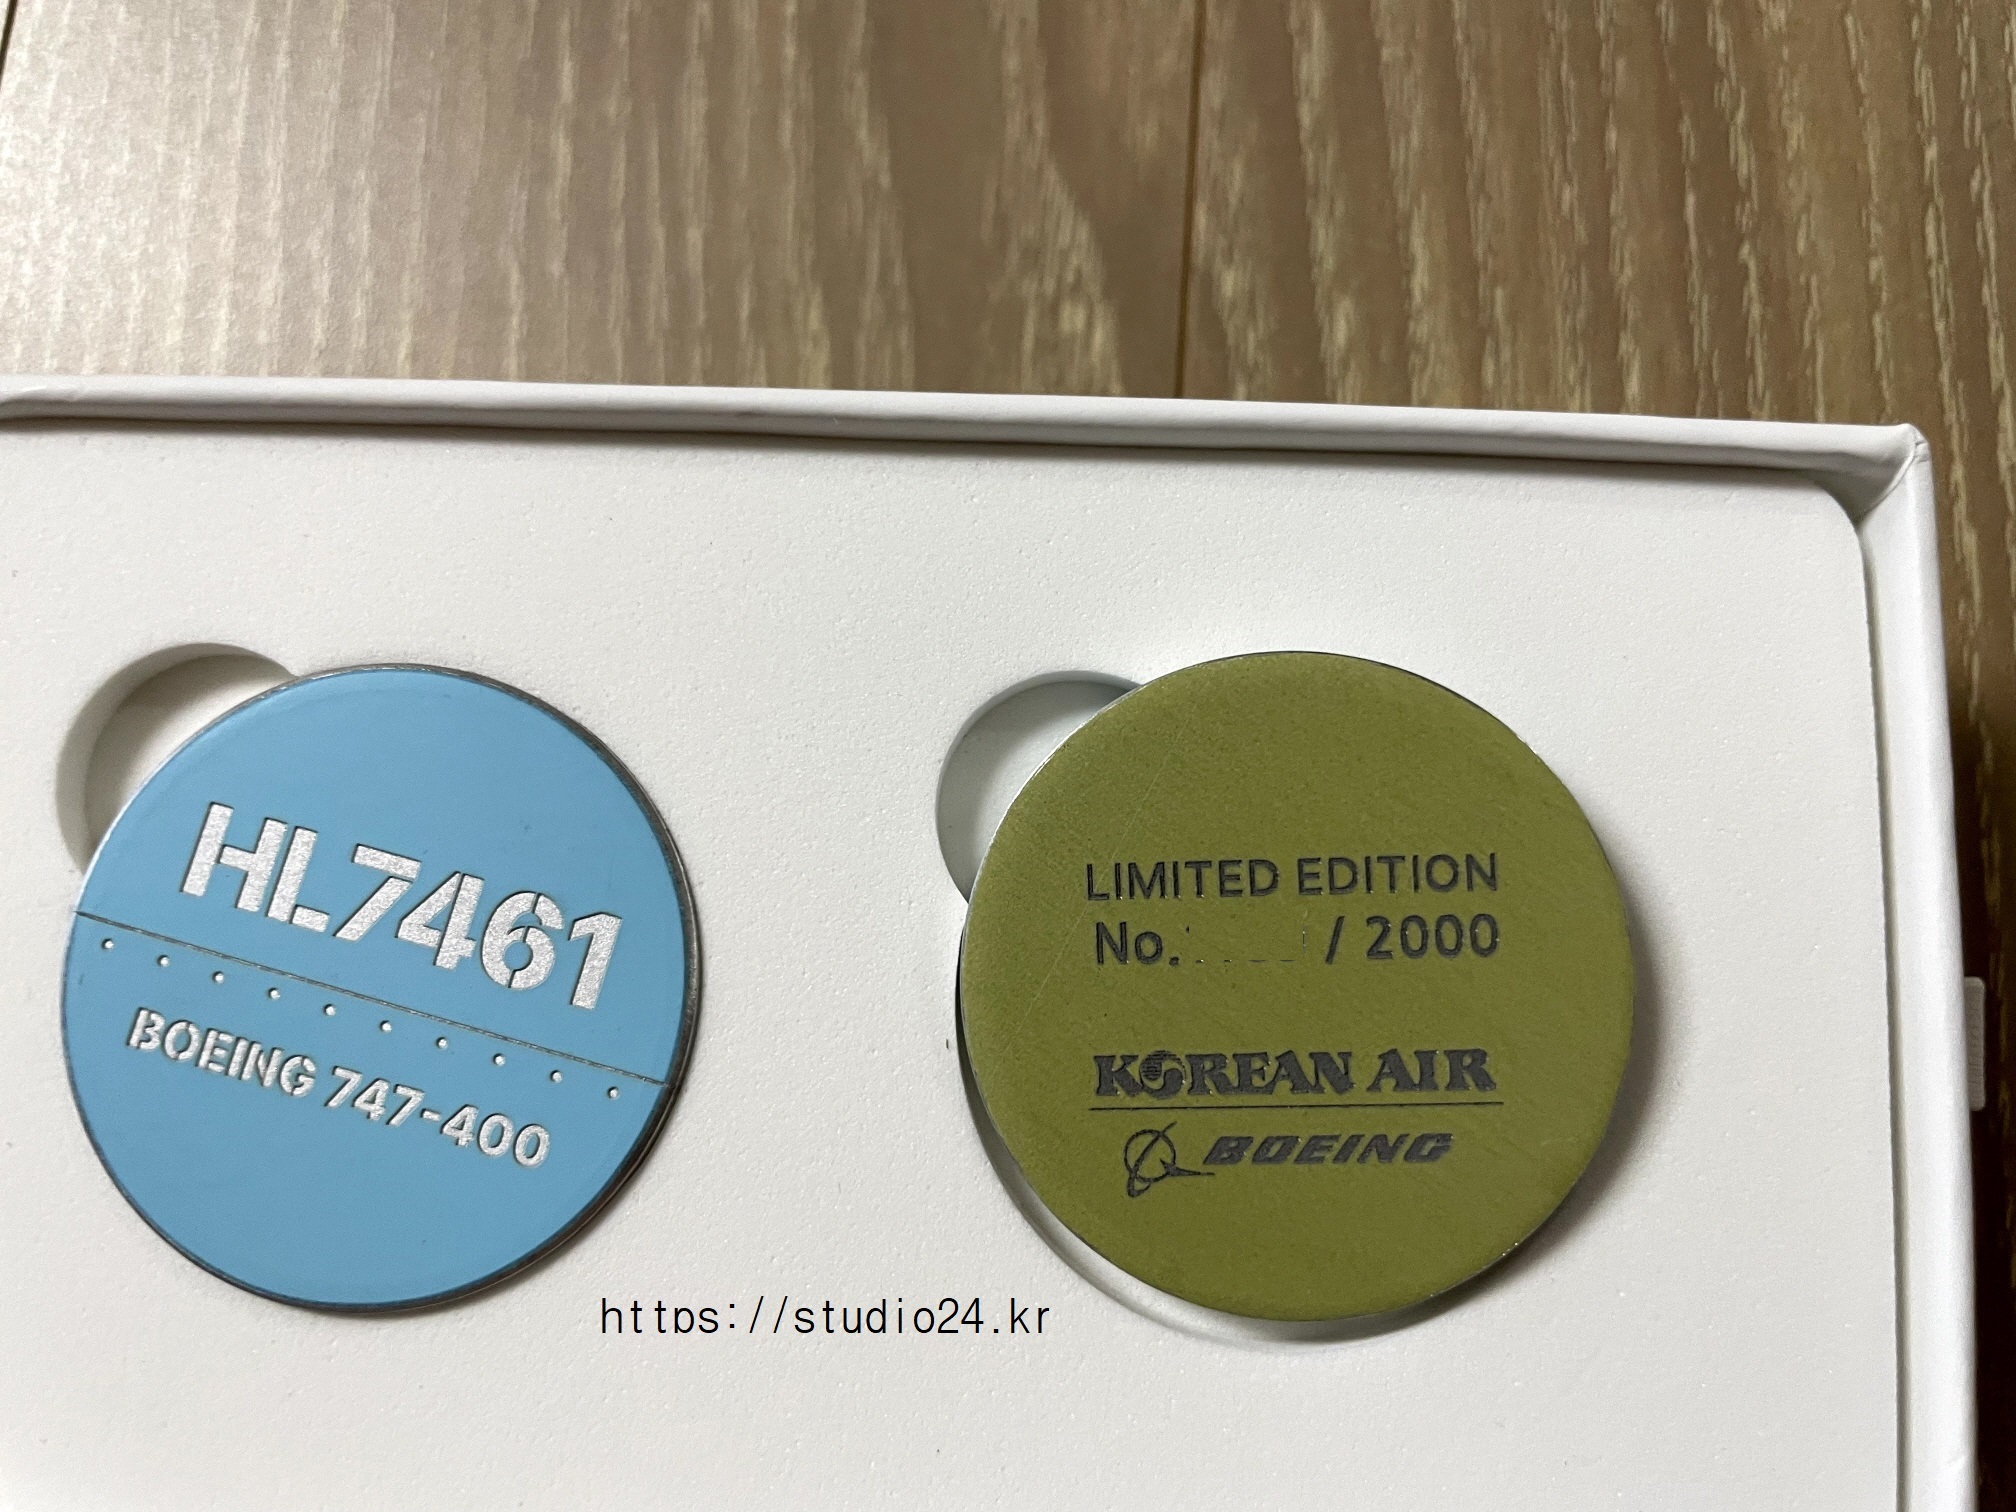 HL7461
BOEING 747-400
LIMITED EDITION
No. / 2000
KOREAN AIR
BOEING
https://studio24.kr